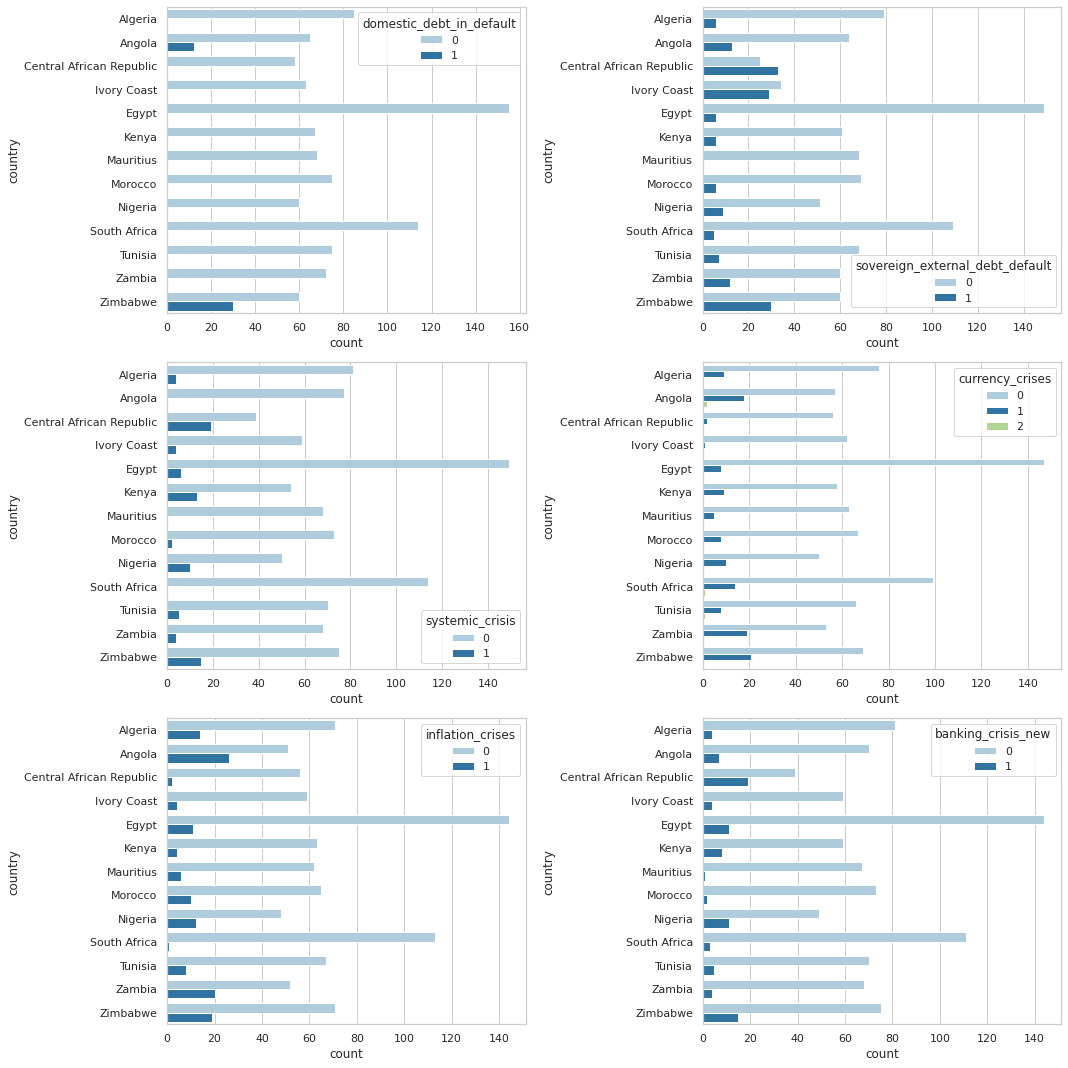 country
Algeria
Angola
Central African Republic
Ivory Coast
Egypt
Kenya
Mauritius
Morocco
Nigeria
South Africa
Tunisia
Zambia
Zimbabwe
domestic_debt_in_default
0
1
0 20 40 60 80 100 120 140 160
count
country
Algeria
Angola
Central African Republic
Ivory Coast
Egypt
Kenya
Mauritius
Morocco
Nigeria
South Africa
Tunisia
Zambia
Zimbabwe
sovereign_external_debt_default
0
1
0 20 40 60 80 100 120 140
count
country
Algeria
Angola
Central African Republic
Ivory Coast
Egypt
Kenya
Mauritius
Morocco
Nigeria
South Africa
Tunisia
Zambia
Zimbabwe
systemic_crisis
0
1
0 20 40 60 80 100 120 140
count
country
Algeria
Angola
Central African Republic
Ivory Coast
Egypt
Kenya
Mauritius
Morocco
Nigeria
South Africa
Tunisia
Zambia
Zimbabwe
currency_crises
0
1
2
0 20 40 60 80 100 120 140
count
country
Algeria
Angola
Central African Republic
Ivory Coast
Egypt
Kenya
Mauritius
Morocco
Nigeria
South Africa
Tunisia
Zambia
Zimbabwe
inflation_crises
0
1
0 20 40 60 80 100 120 140
count
country
Algeria
Angola
Central African Republic
Ivory Coast
Egypt
Kenya
Mauritius
Morocco
Nigeria
South Africa
Tunisia
Zambia
Zimbabwe
banking_crisis_new
0
1
0 20 40 60 80 100 120 140
count